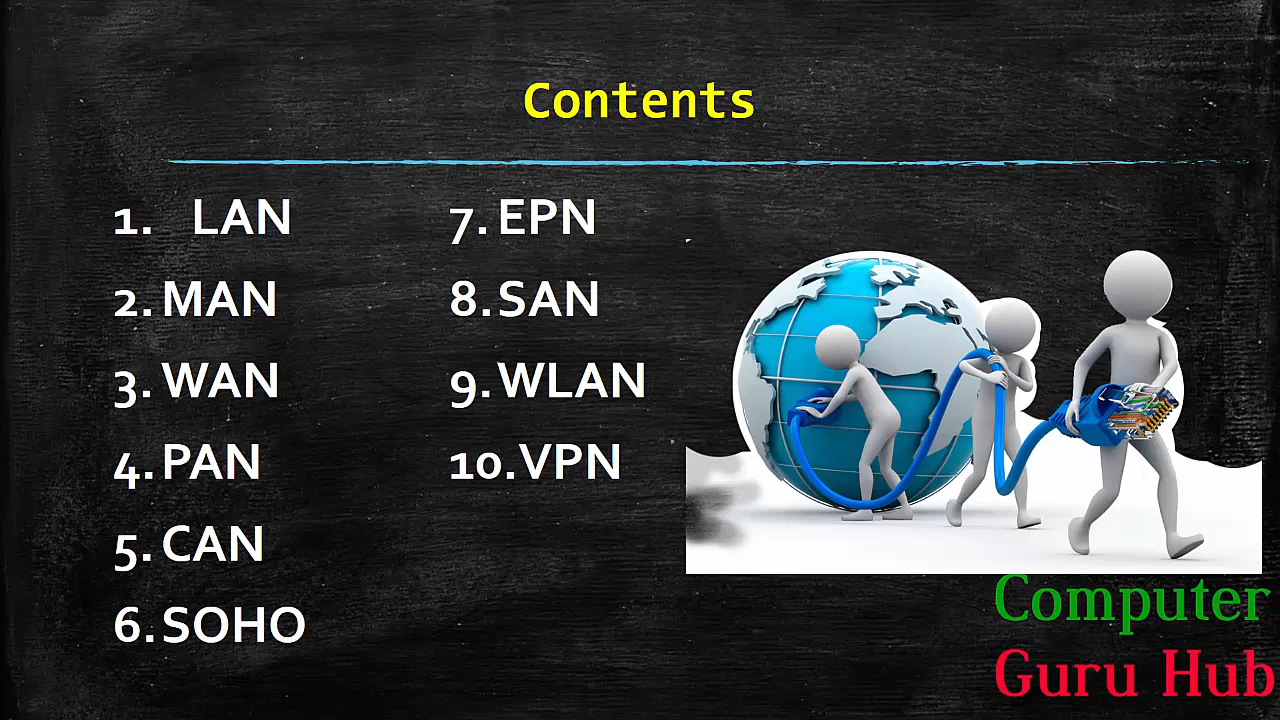 Contents
1. LAN
2. MAN
3. WAN
4. PAN
5. CAN
6. SOHO
7. EPN
8. SAN
9. WLAN
10. VPN
Computer
Guru Hub